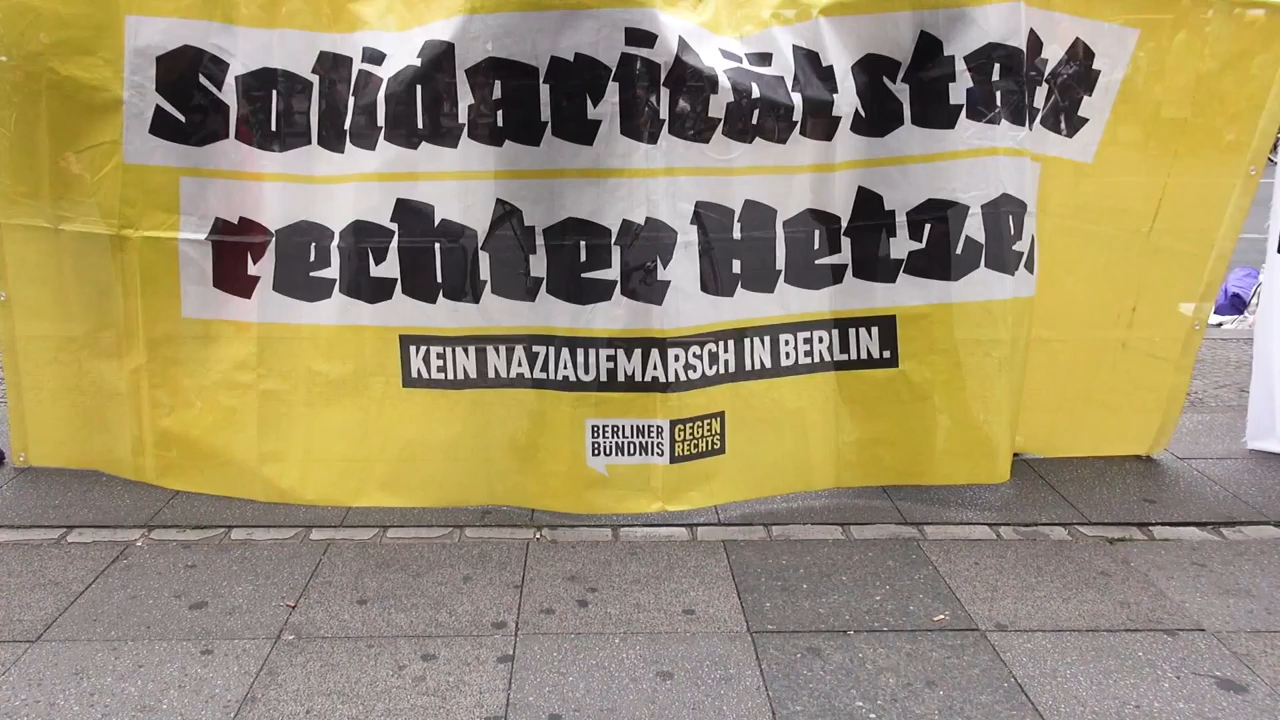 Solidarität statt
rechter Hetze.
KEIN NAZIAUFMARSCH IN BERLIN.
BERLINER GEGEN
BÜNDNIS RECHTS